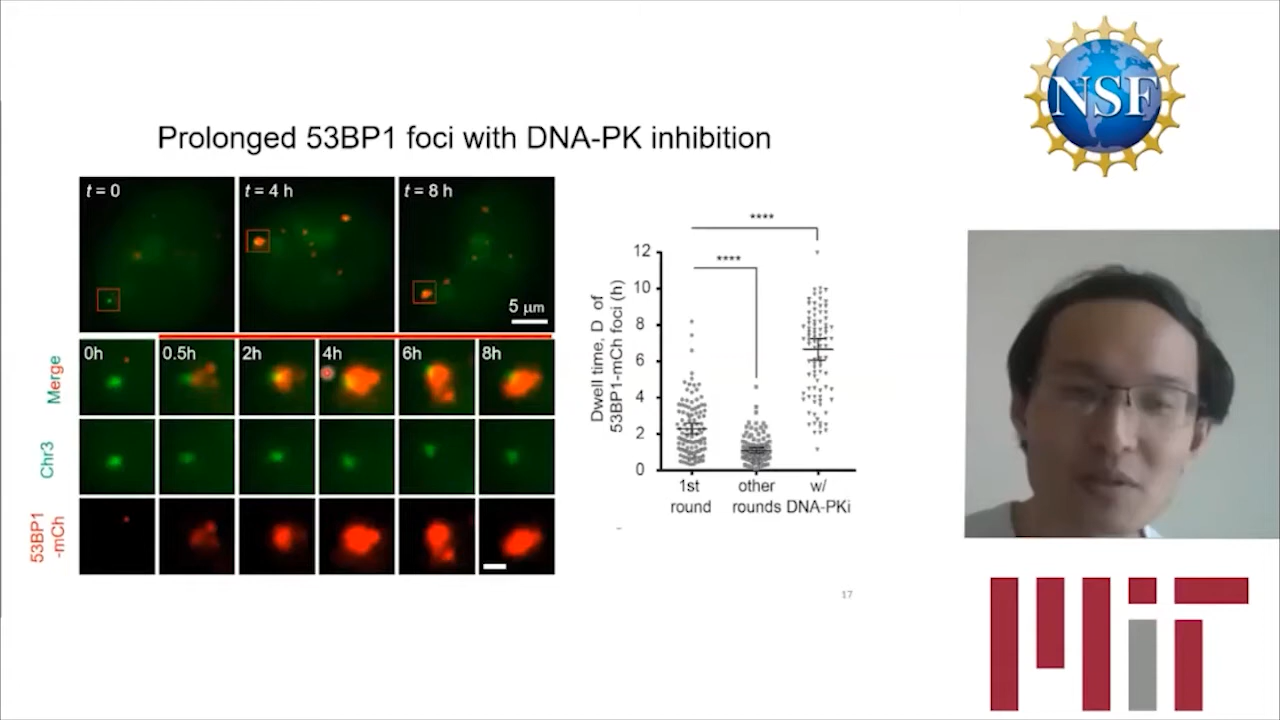 Prolonged 53BP1 foci with DNA-PK inhibition
t = 0
t = 4 h
t = 8 h
5 μm
Merge
0h
0.5h
2h
4h
6h
8h
Chr3
53BP1
-mCh
Dwell time, D of
53BP1-mCh foci (h)
****
****
12
10
8
6
4
2
0
1st
round
other
rounds
w/
DNA-PKi
17
NSF
MIT